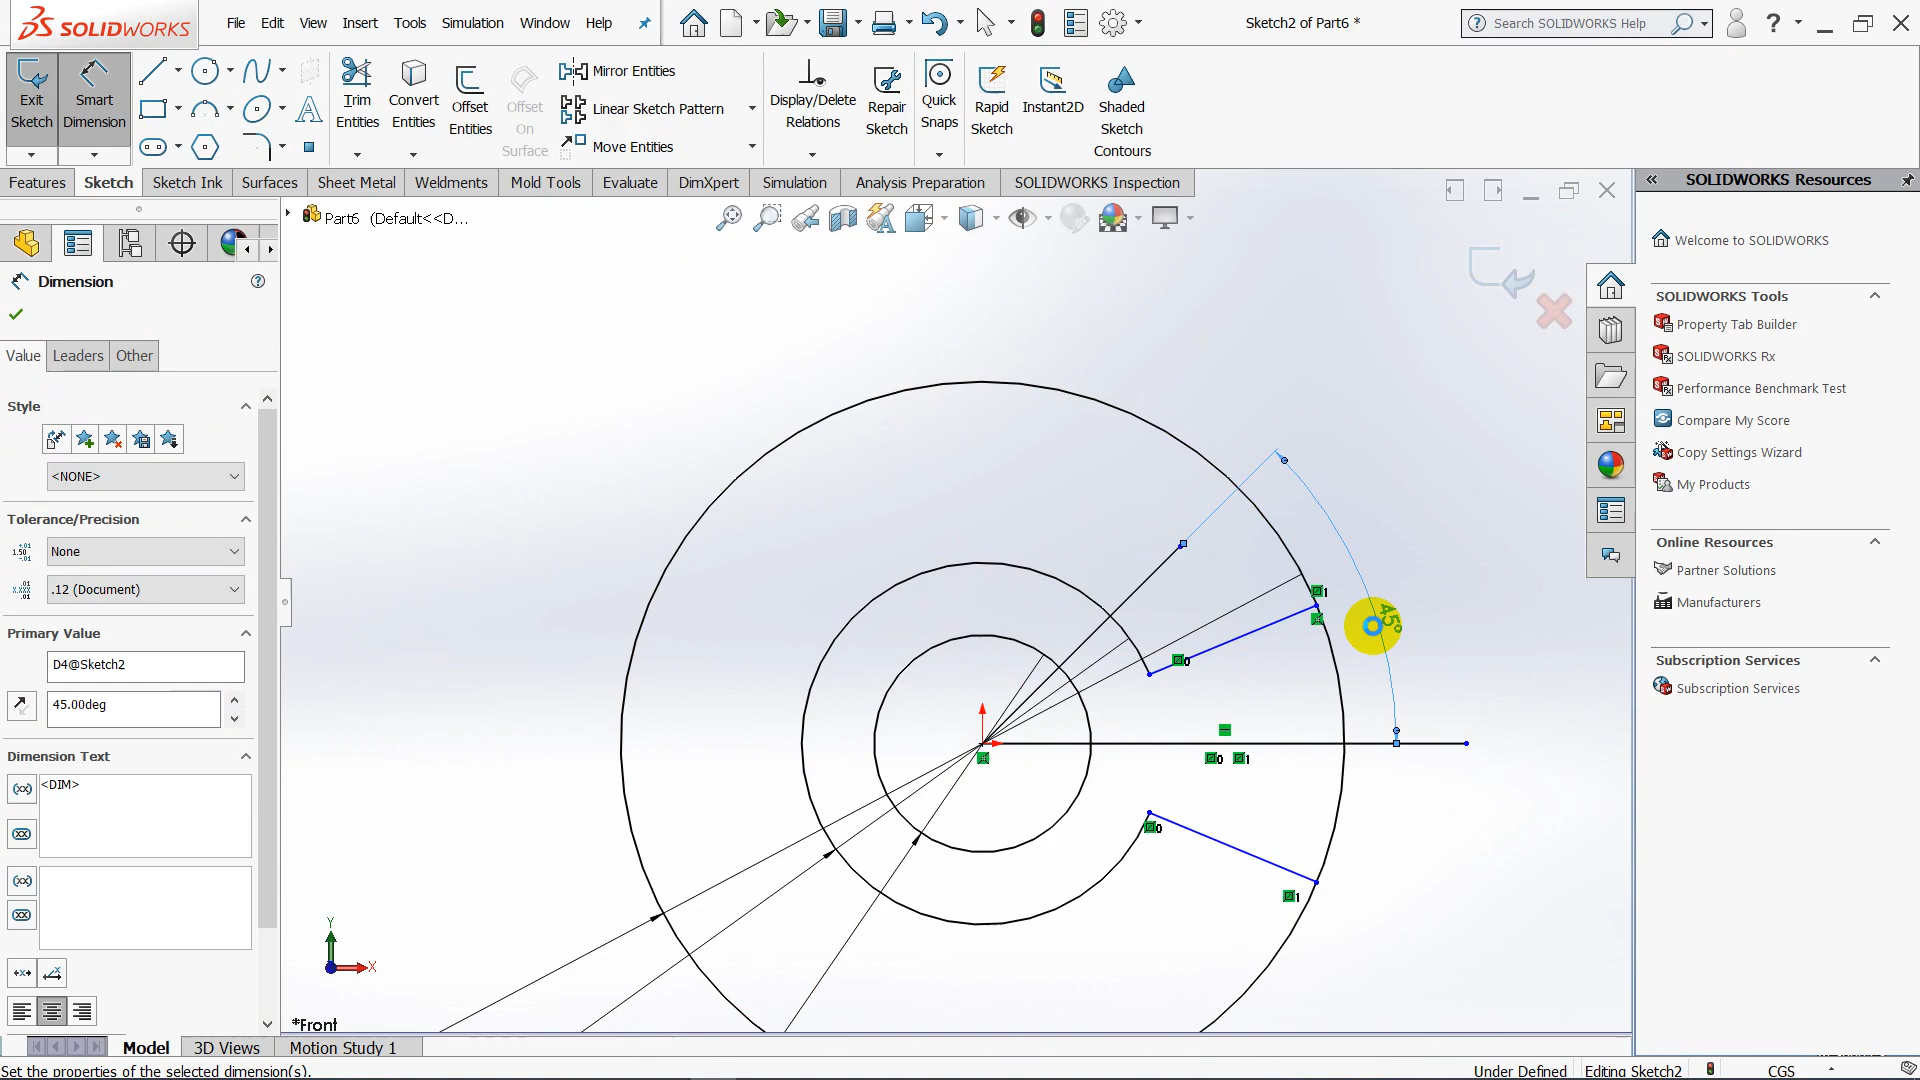 SOLIDWORKS
File Edit View Insert Tools Simulation Window Help
Sketch2 of Part6 *
Search SOLIDWORKS Help
Exit Sketch
Smart Dimension
Trim Entities
Convert Entities
Offset Entities
Offset On Surface
Mirror Entities
Linear Sketch Pattern
Move Entities
Display/Delete Relations
Repair Sketch
Quick Snaps
Rapid Sketch
Instant2D
Shaded Sketch Contours
Features Sketch Sketch Ink Surfaces Sheet Metal Weldments Mold Tools Evaluate DimXpert Simulation Analysis Preparation SOLIDWORKS Inspection
SOLIDWORKS Resources
Part6 (Default<<D...
Dimension
Value Leaders Other
Style
<NONE>
Tolerance/Precision
None
.12 (Document)
Primary Value
D4@Sketch2
45.00deg
Dimension Text
<DIM>
45°
1
0
0 1
0
1
Y
X
*Front
Welcome to SOLIDWORKS
SOLIDWORKS Tools
Property Tab Builder
SOLIDWORKS Rx
Performance Benchmark Test
Compare My Score
Copy Settings Wizard
My Products
Online Resources
Partner Solutions
Manufacturers
Subscription Services
Subscription Services
Model 3D Views Motion Study 1
Set the properties of the selected dimension(s).
Under Defined Editing Sketch2 CGS